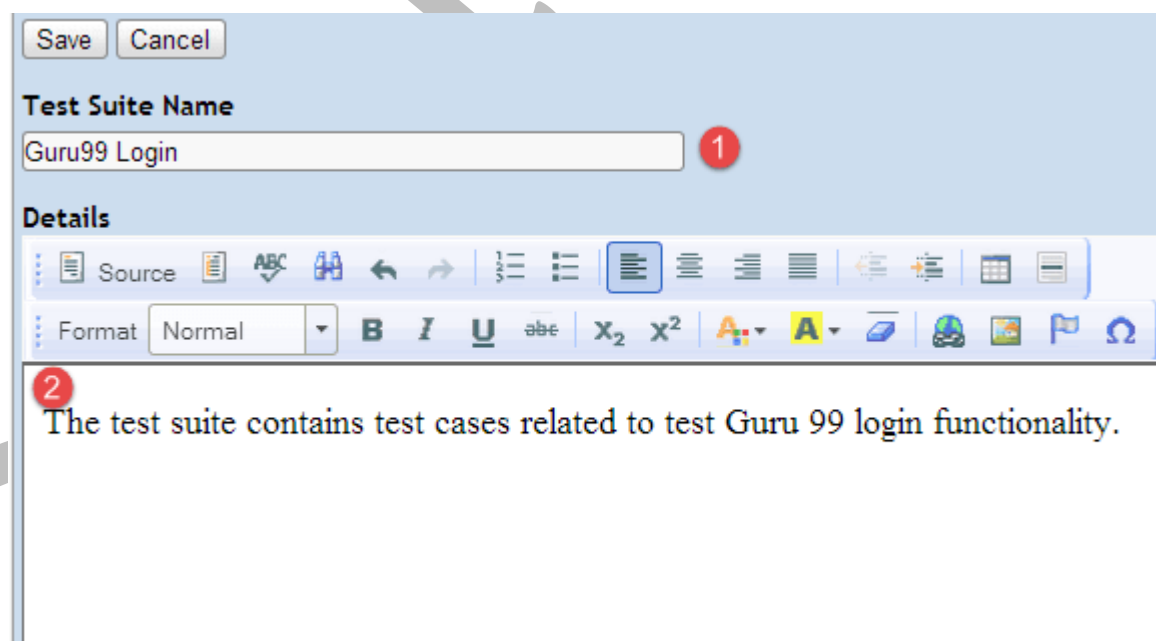 Save Cancel
Test Suite Name
Guru99 Login 1
Details
Source ABC
Format Normal B I U abc X₂ X² A A Ω
2
The test suite contains test cases related to test Guru 99 login functionality.